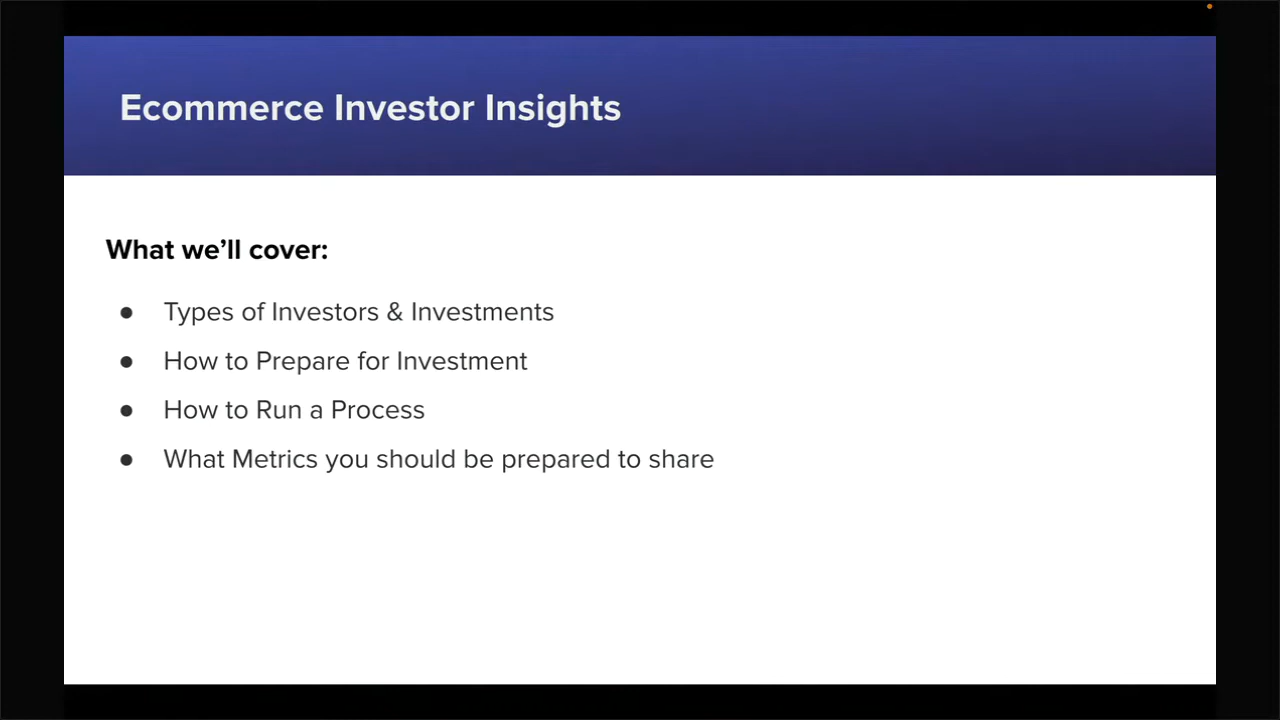 Ecommerce Investor Insights
What we’ll cover:
● Types of Investors & Investments
● How to Prepare for Investment
● How to Run a Process
● What Metrics you should be prepared to share